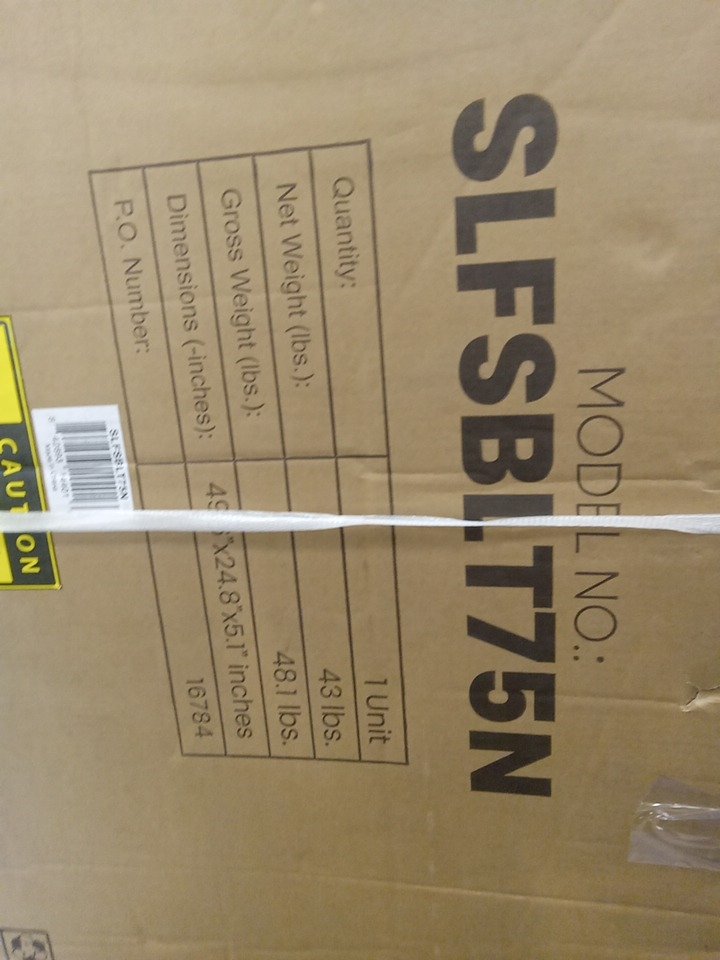 MODEL NO.:
SLFSBLT75N
Quantity: 1 Unit
Net Weight (lbs.): 43 lbs.
Gross Weight (lbs.): 48.1 lbs.
Dimensions (-inches): "x24.8"x5.1" inches
P.O. Number: 16784
SLFSBLT75N